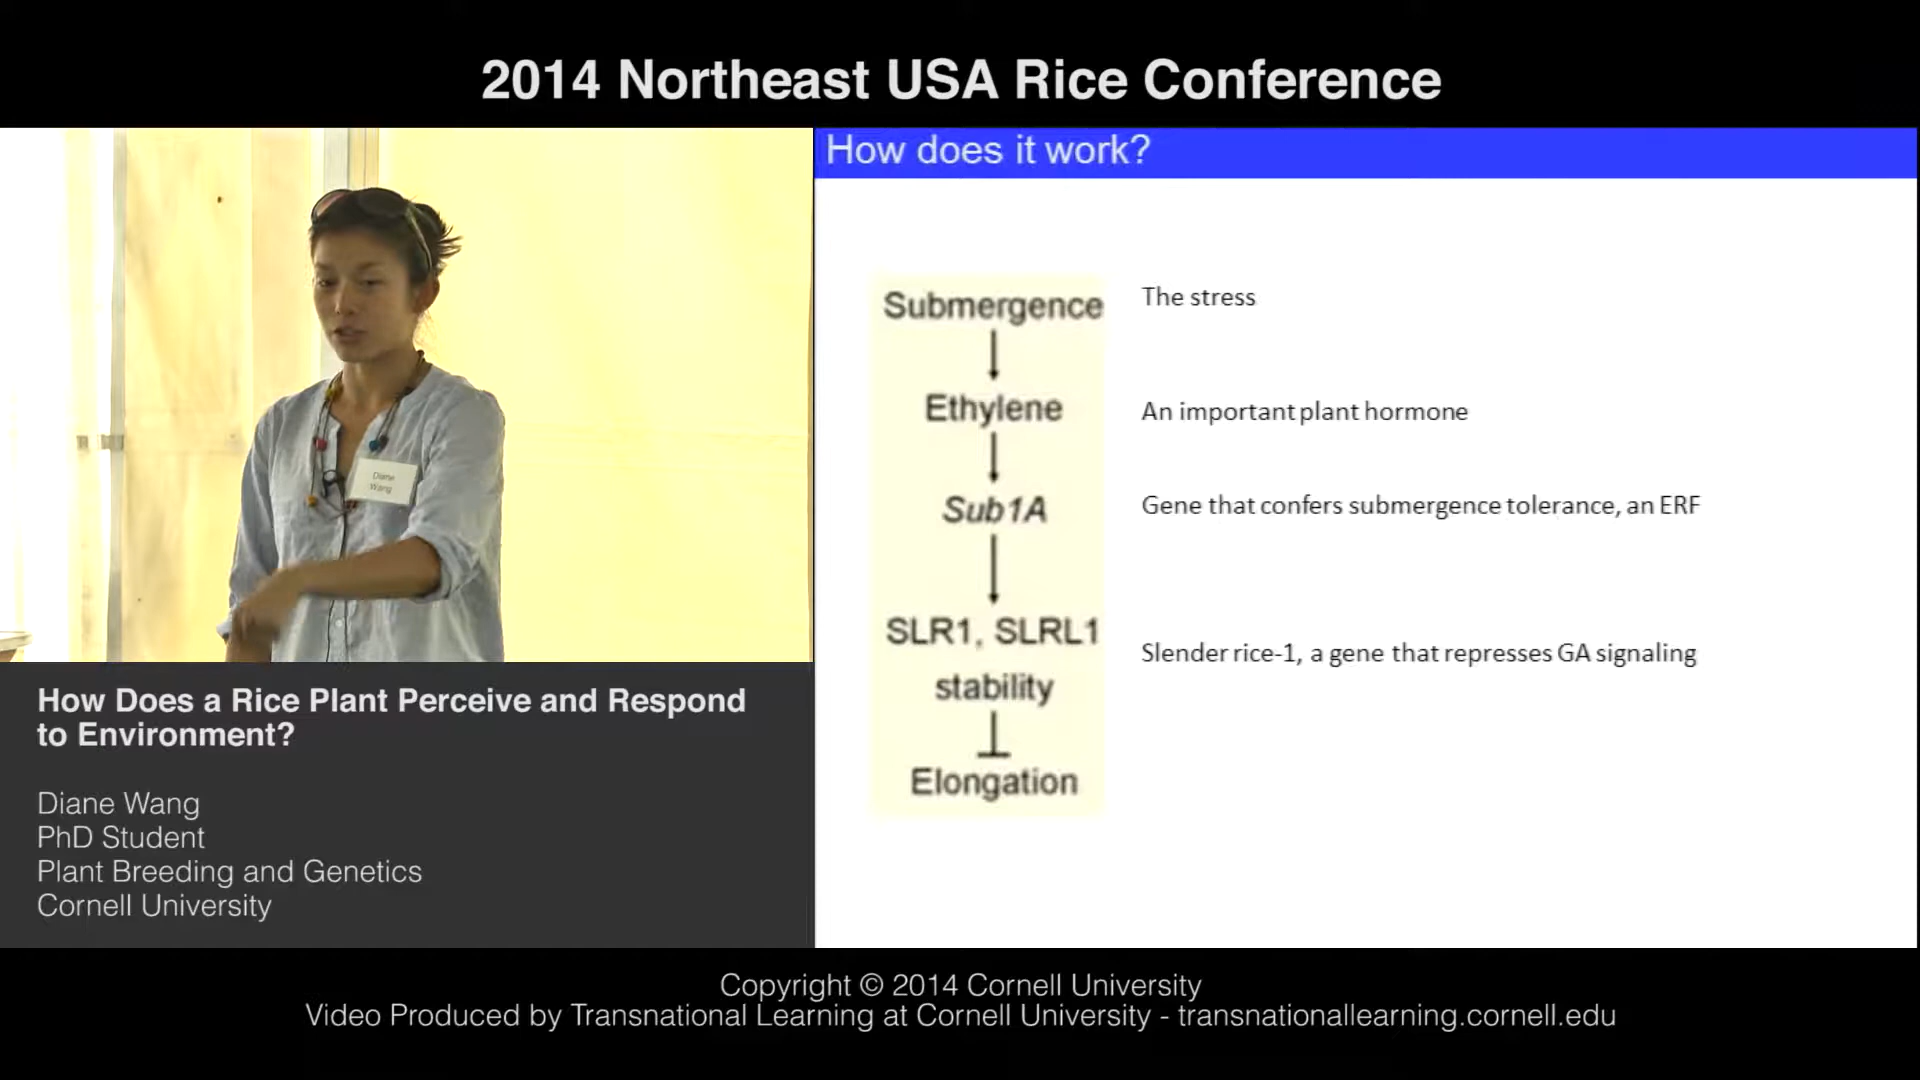 2014 Northeast USA Rice Conference
How does it work?
Submergence
The stress
Ethylene
An important plant hormone
Sub1A
Gene that confers submergence tolerance, an ERF
SLR1, SLRL1
stability
Slender rice-1, a gene that represses GA signaling
Elongation
Diane
Wang
How Does a Rice Plant Perceive and Respond
to Environment?
Diane Wang
PhD Student
Plant Breeding and Genetics
Cornell University
Copyright © 2014 Cornell University
Video Produced by Transnational Learning at Cornell University - transnationallearning.cornell.edu